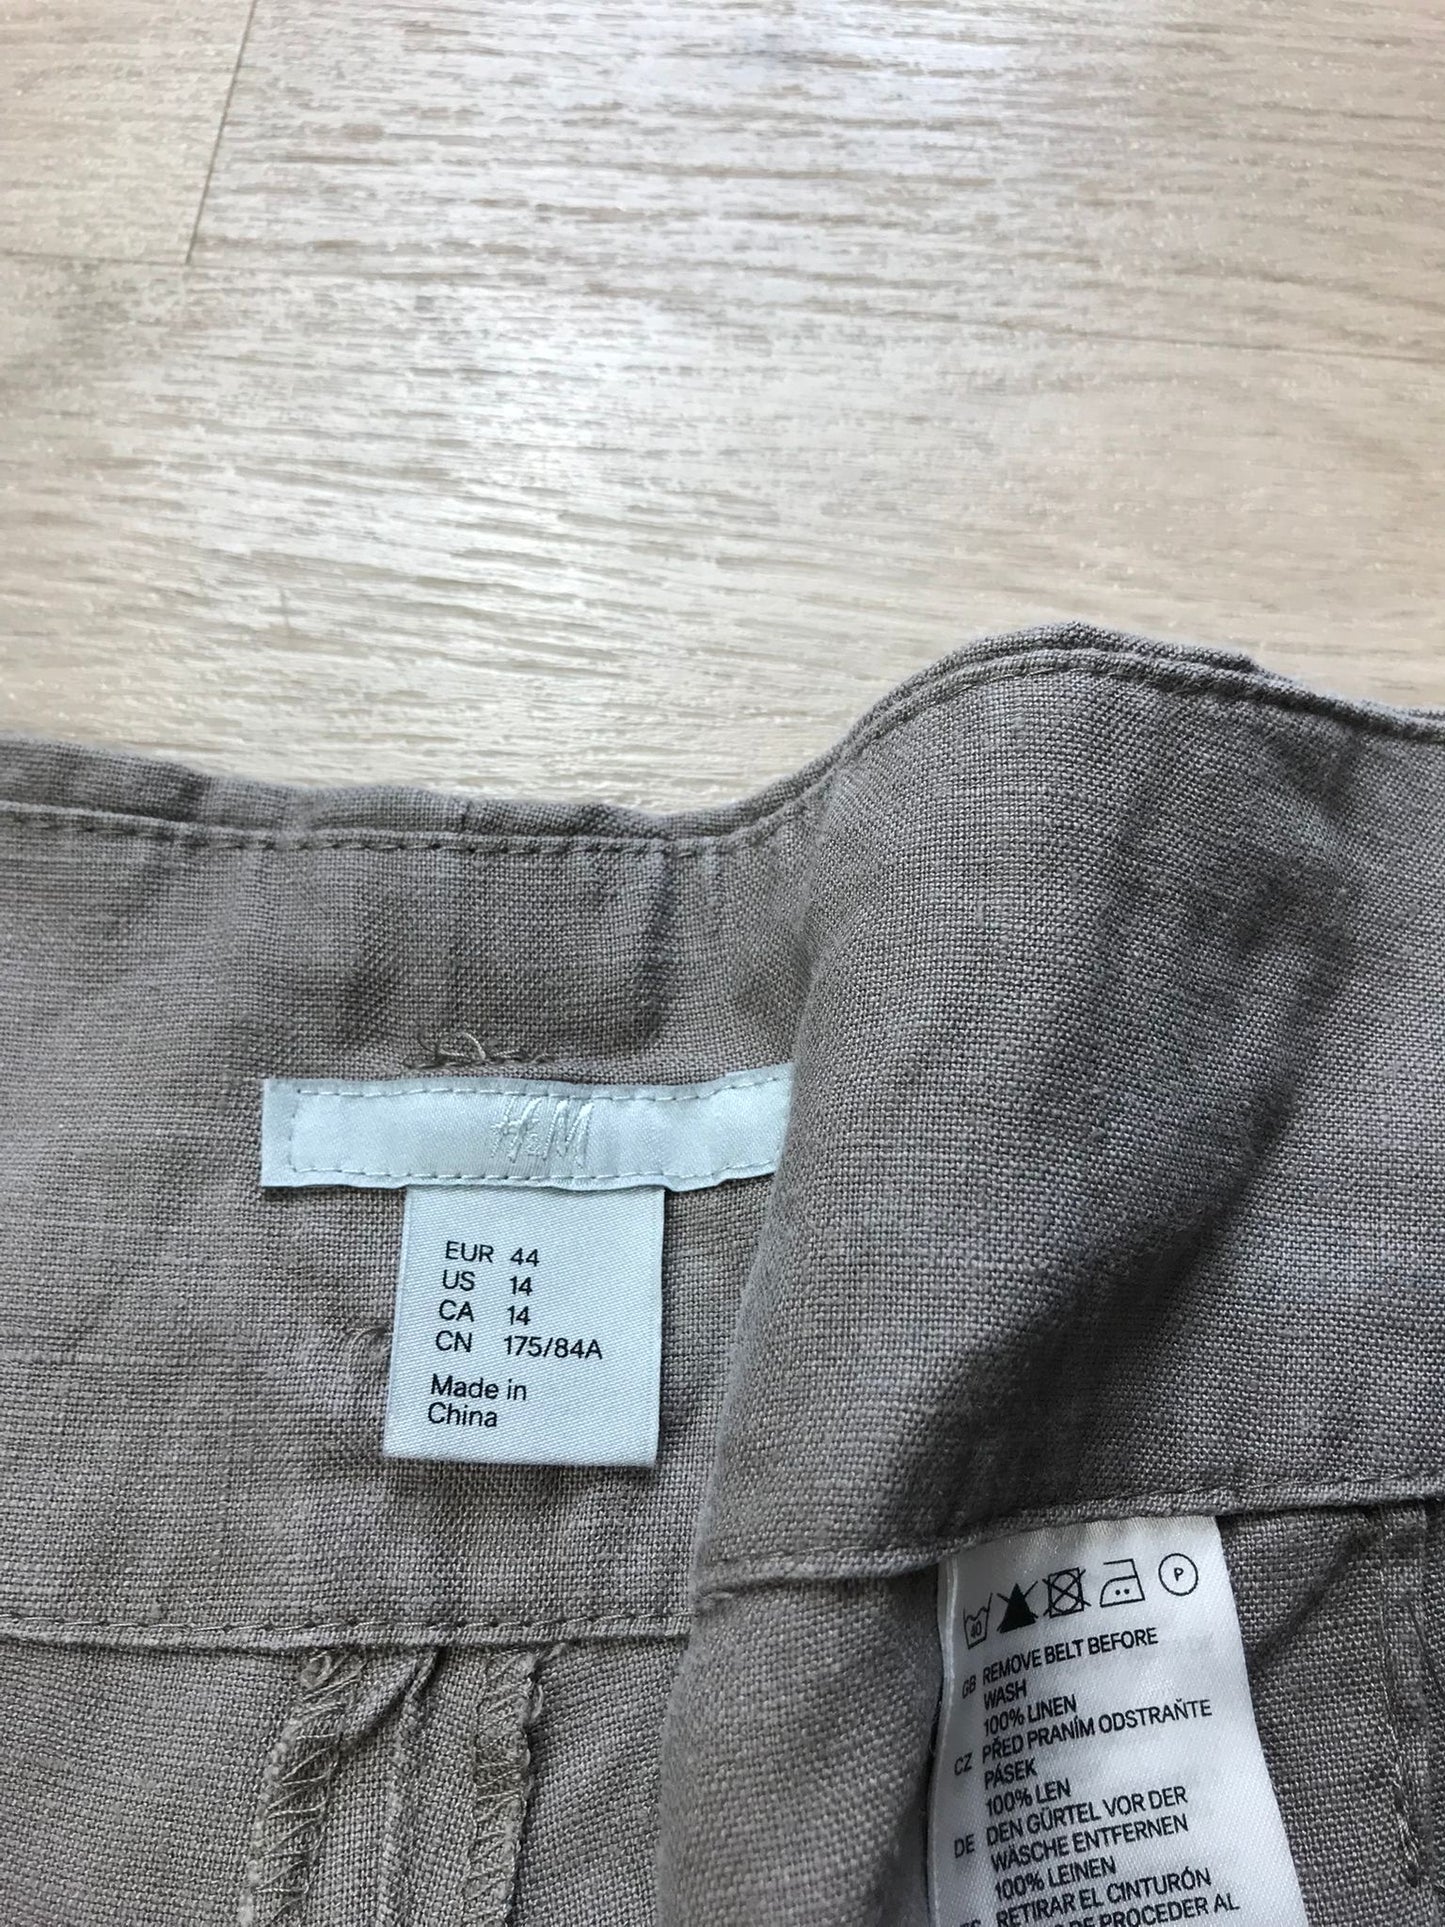 H&M
EUR 44
US 14
CA 14
CN 175/84A
Made in
China
40
P
GB REMOVE BELT BEFORE
WASH
100% LINEN
CZ PŘED PRANÍM ODSTRAŇTE
PÁSEK
100% LEN
DE DEN GÜRTEL VOR DER
WÄSCHE ENTFERNEN
100% LEINEN
RETIRAR EL CINTURÓN
DE PROCEDER AL